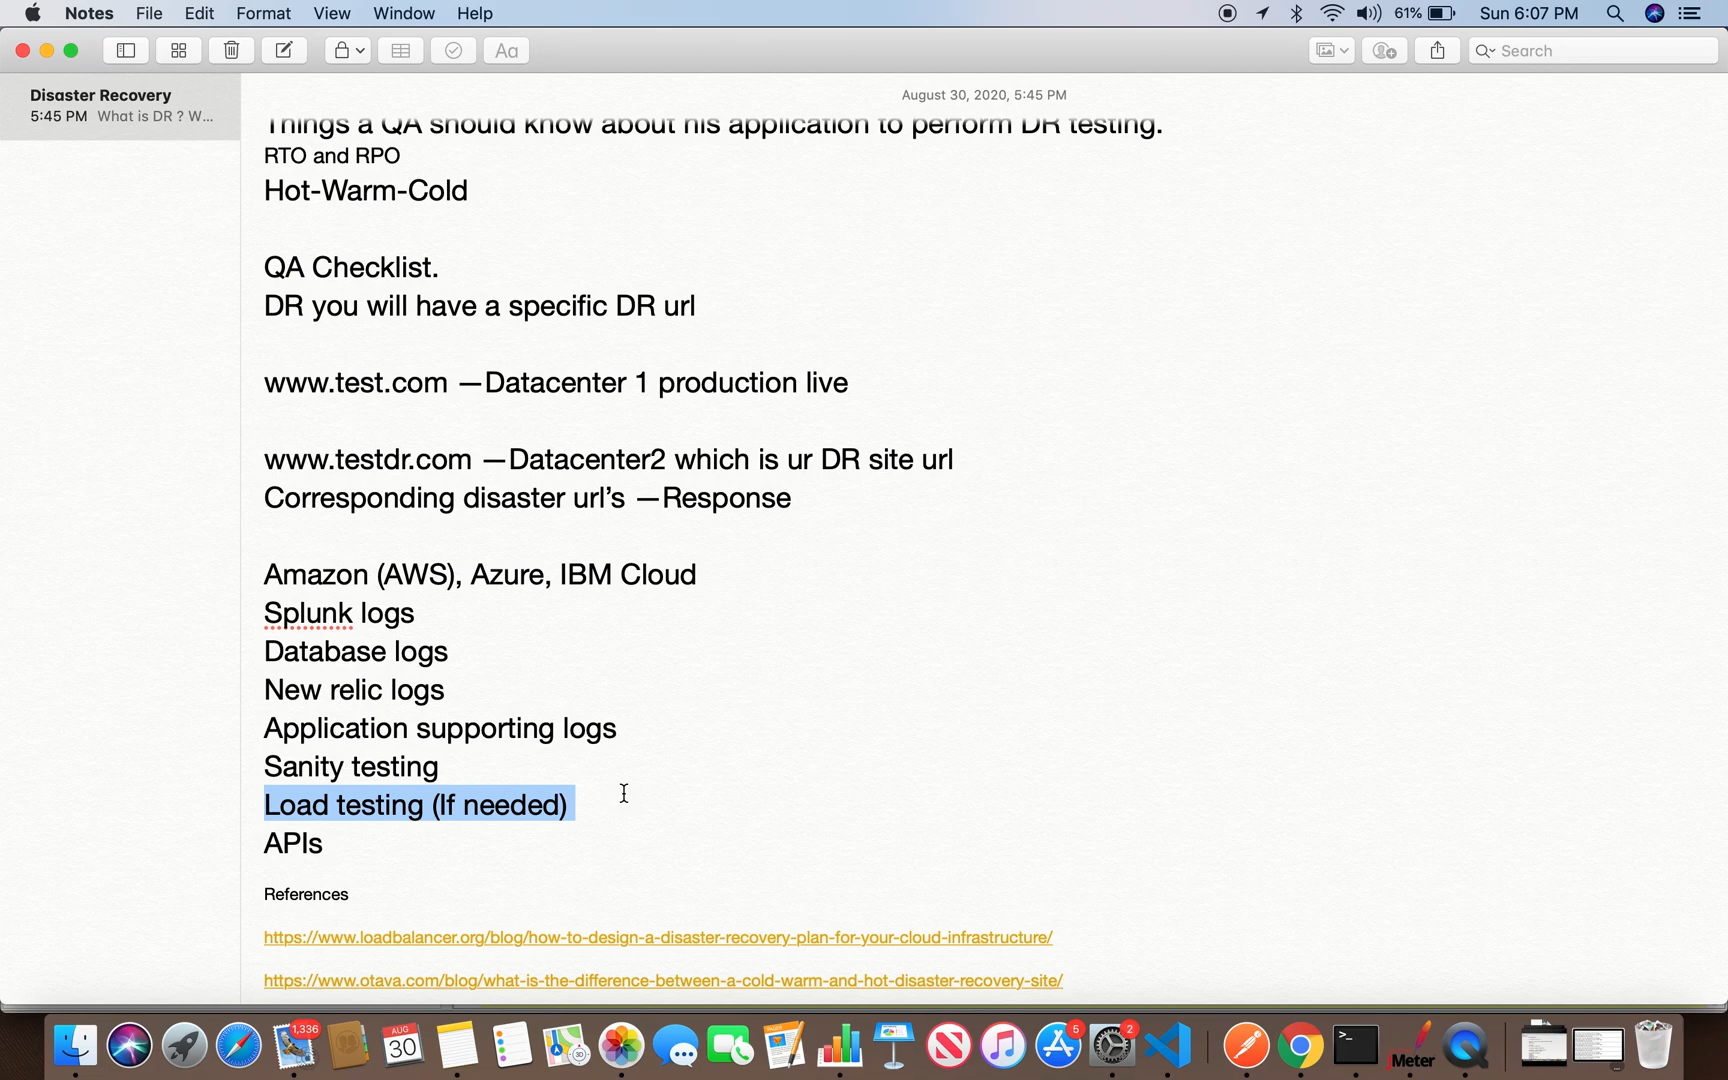 Notes File Edit Format View Window Help 61% Sun 6:07 PM
Aa Search
Disaster Recovery
5:45 PM What is DR ? W...
August 30, 2020, 5:45 PM
Things a QA should know about his application to perform DR testing.
RTO and RPO
Hot-Warm-Cold
QA Checklist.
DR you will have a specific DR url
www.test.com —Datacenter 1 production live
www.testdr.com —Datacenter2 which is ur DR site url
Corresponding disaster url’s —Response
Amazon (AWS), Azure, IBM Cloud
Splunk logs
Database logs
New relic logs
Application supporting logs
Sanity testing
Load testing (If needed)
APIs
References
https://www.loadbalancer.org/blog/how-to-design-a-disaster-recovery-plan-for-your-cloud-infrastructure/
https://www.otava.com/blog/what-is-the-difference-between-a-cold-warm-and-hot-disaster-recovery-site/
1,336
AUG
30
5
2
JMeter